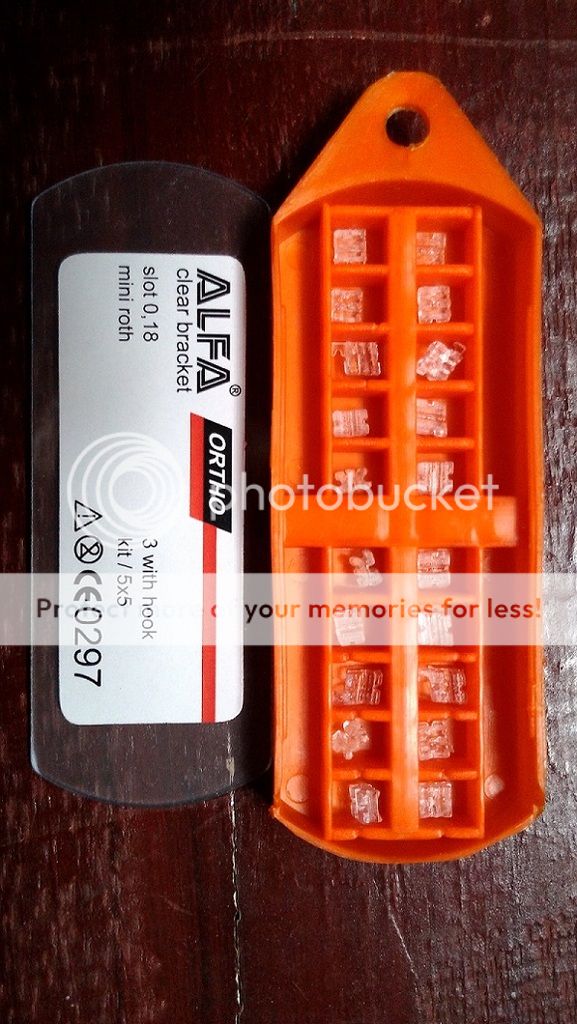 ALFA®
ORTHO
clear bracket
slot 0,18
mini roth
3 with hook
kit / 5x5
CE0297
photobucket
Protect more of your memories for less!